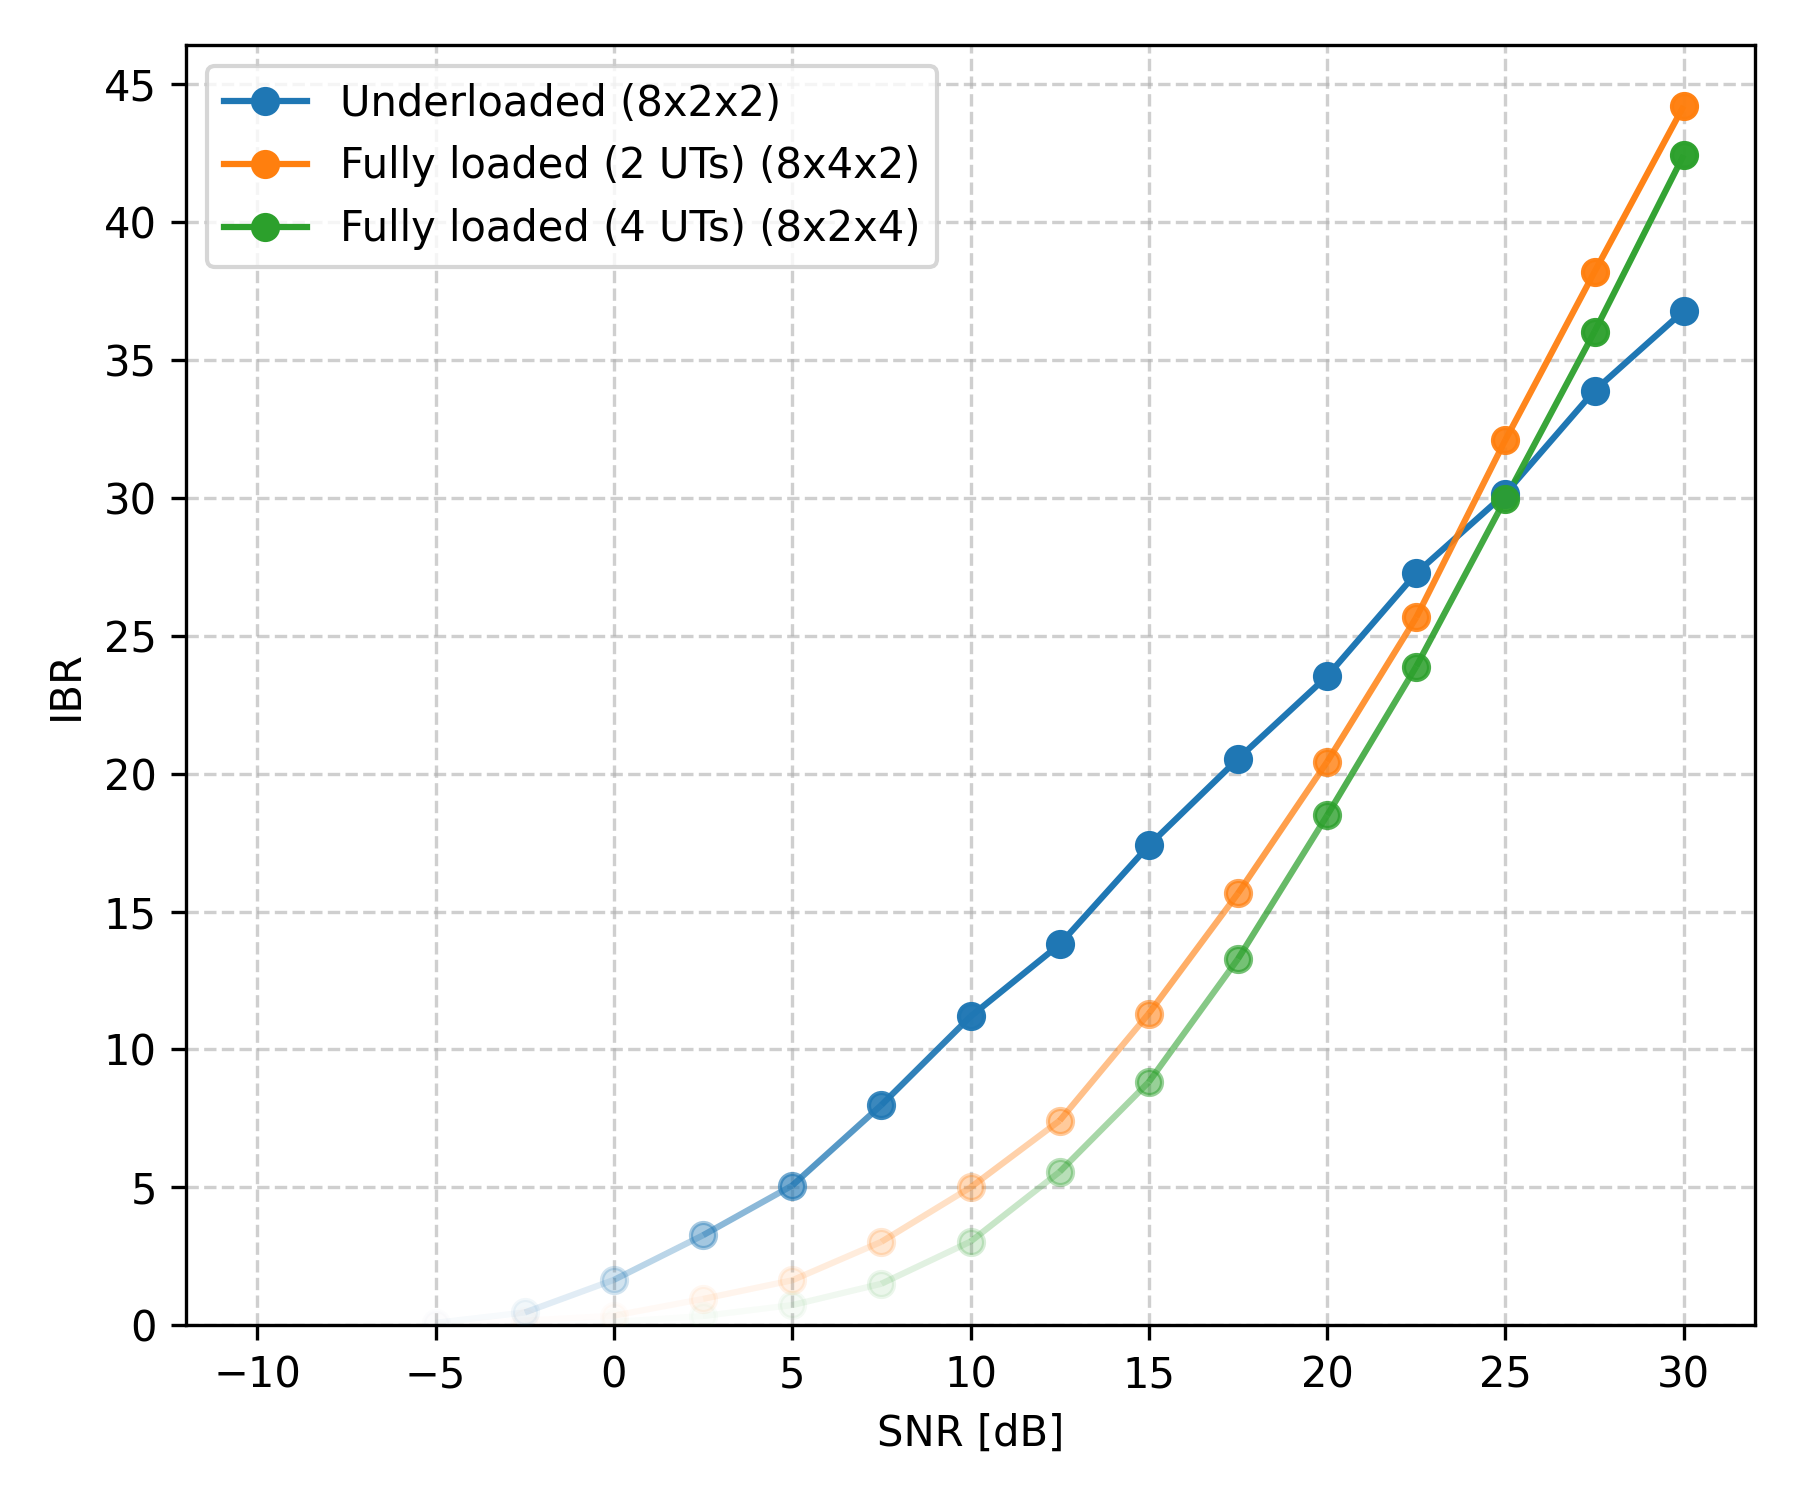 45
40
35
30
25
20
15
10
5
0
IBR
Underloaded (8x2x2)
Fully loaded (2 UTs) (8x4x2)
Fully loaded (4 UTs) (8x2x4)
−10 −5 0 5 10 15 20 25 30
SNR [dB]